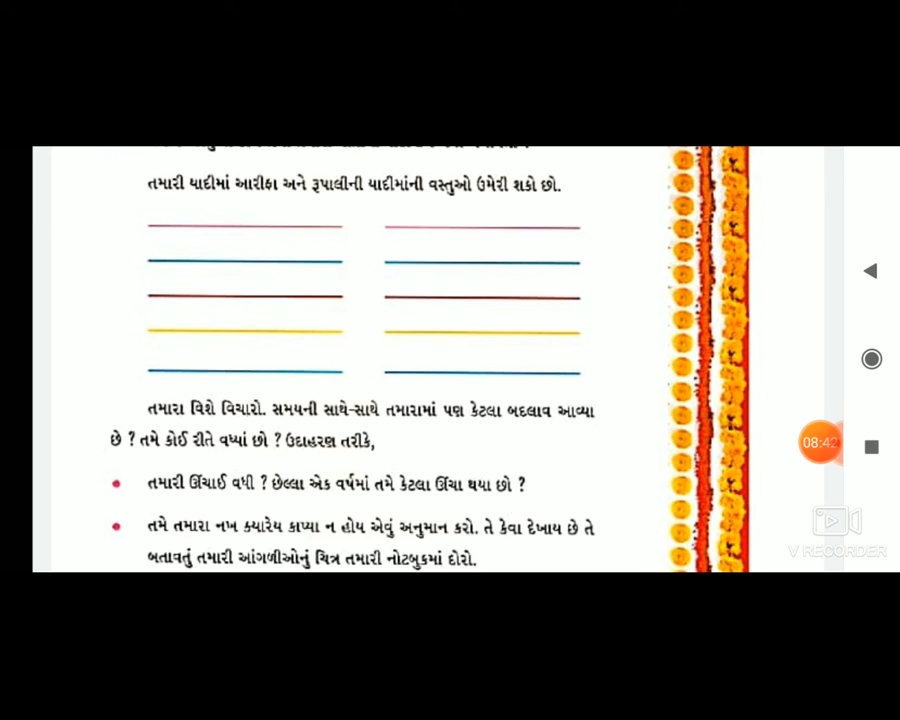 તમારી યાદીમાં આરીફા અને રૂપાલીની યાદીમાંની વસ્તુઓ ઉમેરી શકો છો.
તમારા વિશે વિચારો. સમયની સાથે-સાથે તમારામાં પણ કેટલા બદલાવ આવ્યા
છે ? તમે કોઈ રીતે વધ્યાં છો ? ઉદાહરણ તરીકે,
તમારી ઊંચાઈ વધી ? છેલ્લા એક વર્ષમાં તમે કેટલા ઊંચા થયા છો ?
તમે તમારા નખ ક્યારેય કાપ્યા ન હોય એવું અનુમાન કરો. તે કેવા દેખાય છે તે
બતાવતું તમારી આંગળીઓનું ચિત્ર તમારી નોટબુકમાં દોરો.
08:42
V RECORDER